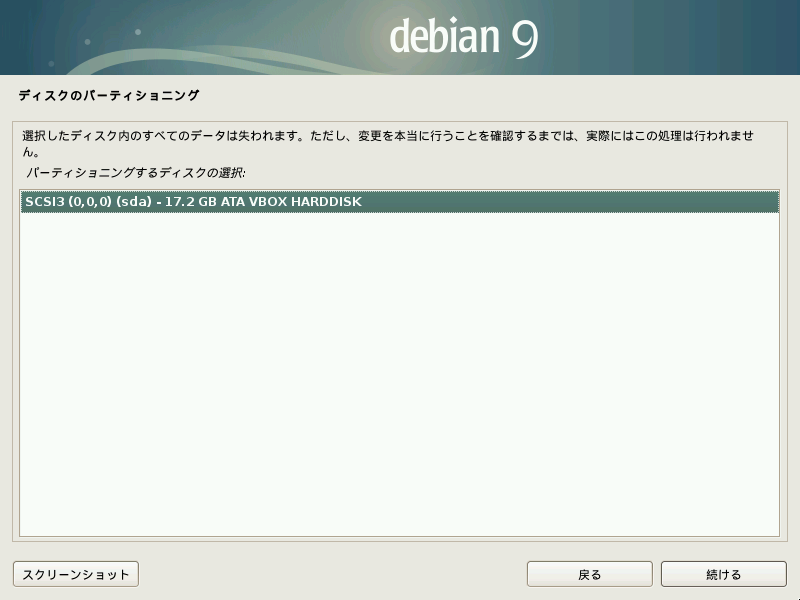 debian 9
ディスクのパーティショニング
選択したディスク内のすべてのデータは失われます。ただし、変更を本当に行うことを確認するまでは、実際にはこの処理は行われませ
ん。
パーティショニングするディスクの選択:
SCSI3 (0,0,0) (sda) - 17.2 GB ATA VBOX HARDDISK
スクリーンショット
戻る
続ける